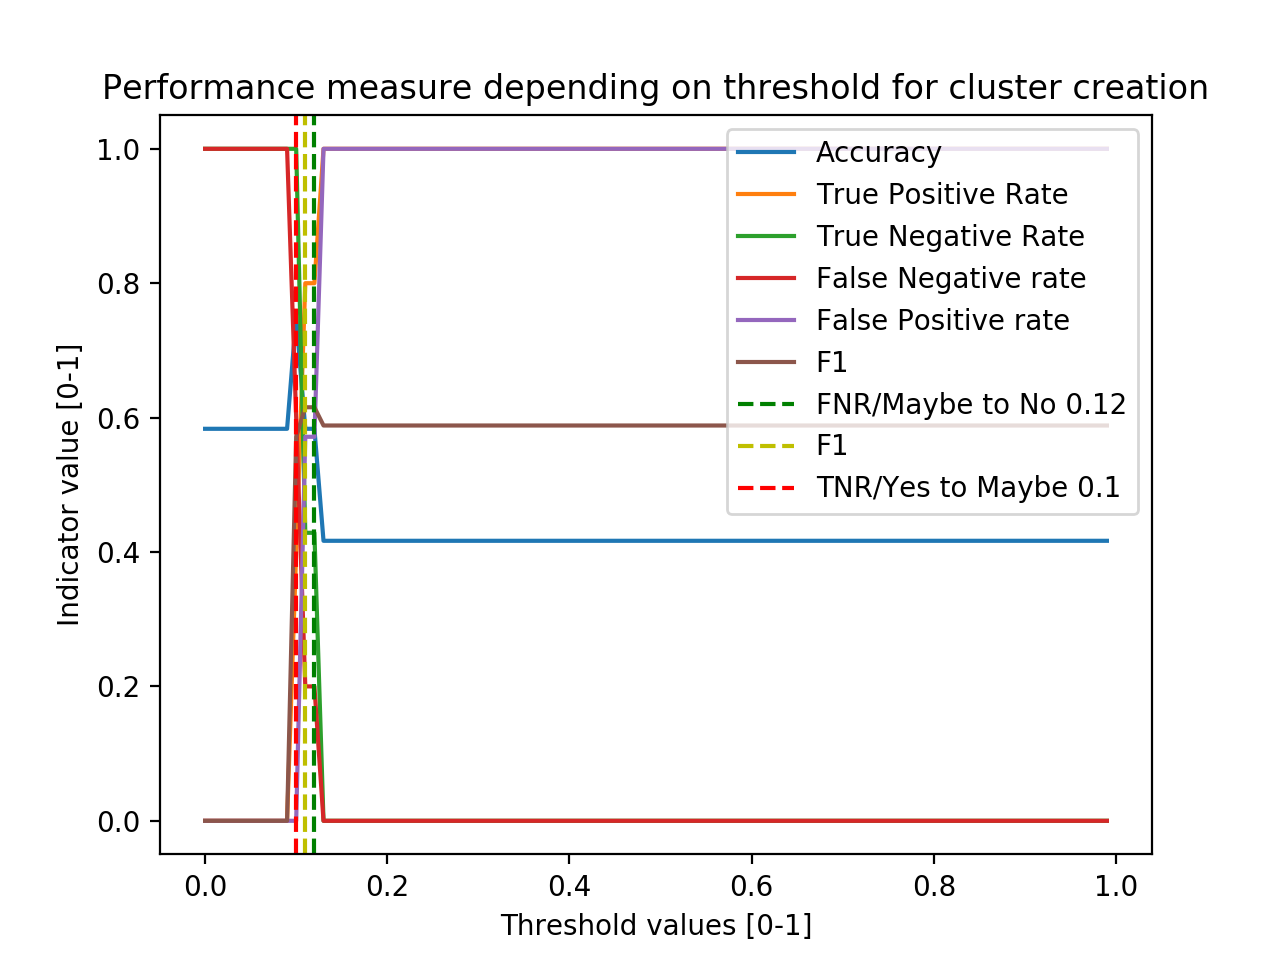 Performance measure depending on threshold for cluster creation
Indicator value [0-1]
1.0
0.8
0.6
0.4
0.2
0.0
Accuracy
True Positive Rate
True Negative Rate
False Negative rate
False Positive rate
F1
FNR/Maybe to No 0.12
F1
TNR/Yes to Maybe 0.1
0.0 0.2 0.4 0.6 0.8 1.0
Threshold values [0-1]